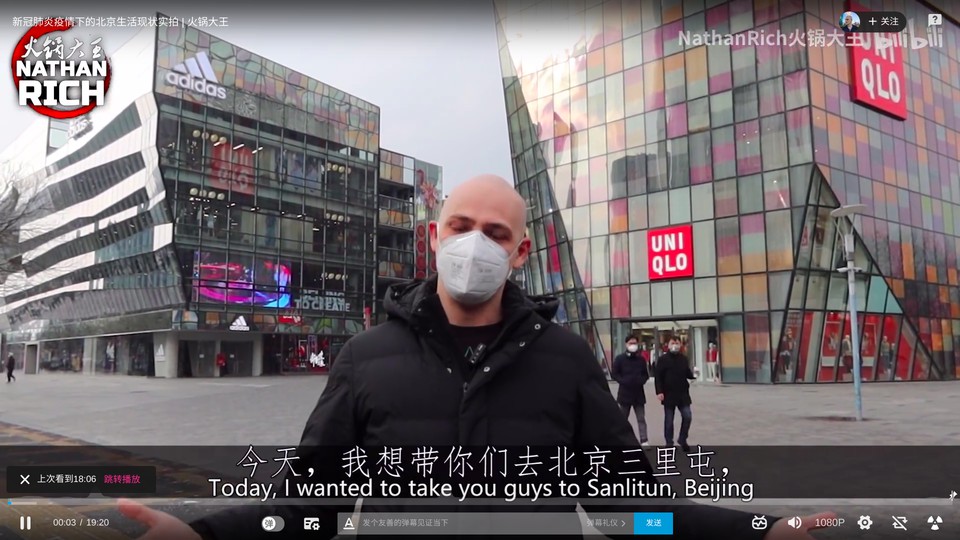 新冠肺炎疫情下的北京生活现状实拍 | 火锅大王
+ 关注
火锅大王
NATHAN
RICH
adidas
NathanRich火锅大王
bilibili
UNI
QLO
UNI
QLO
今天，我想带你们去北京三里屯，
Today, I wanted to take you guys to Sanlitun, Beijing
上次看到18:06 跳转播放
00:03 / 19:20
弹
A 发个友善的弹幕见证当下
弹幕礼仪 >
发送
1080P